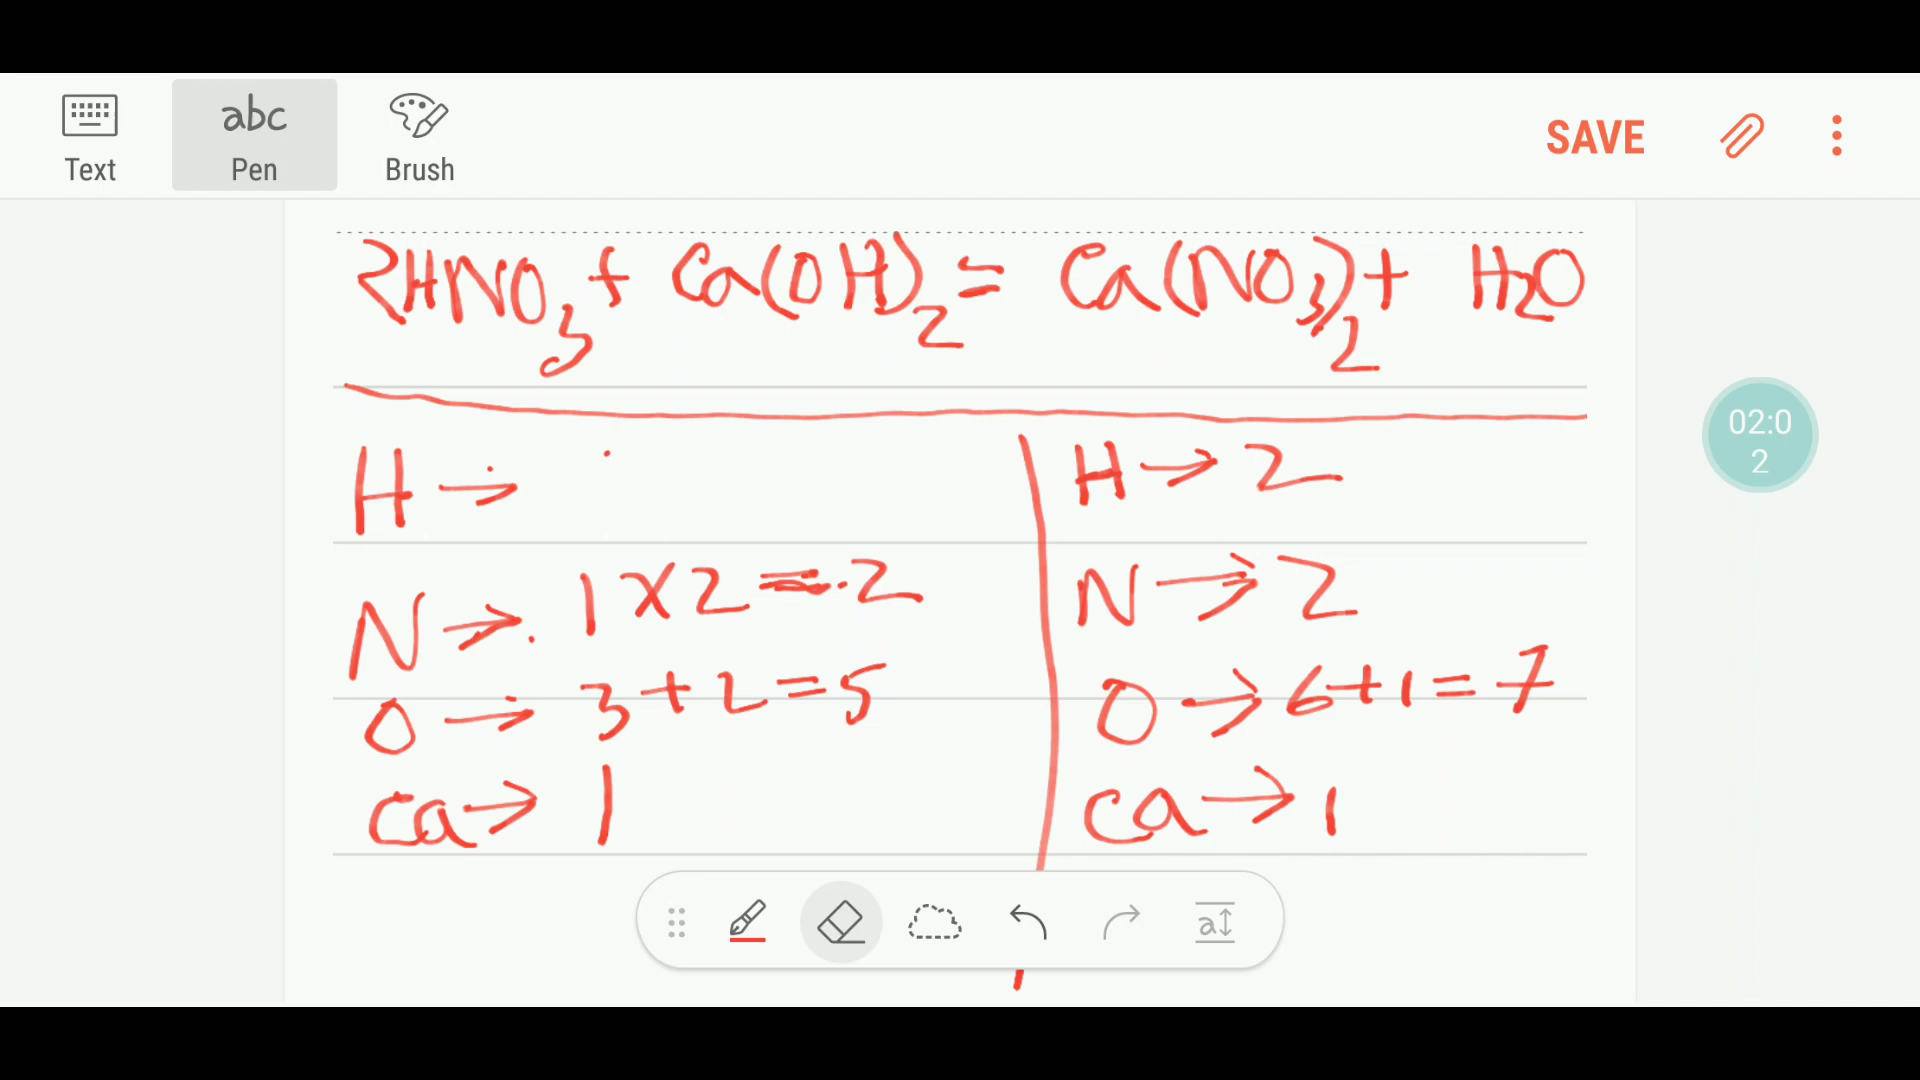 Text
abc
Pen
Brush
SAVE
2HNO3 + Ca(OH)2 = Ca(NO3)2 + H2O
H →
H → 2
N → 1 x 2 = 2
N → 2
O → 3 + 2 = 5
O → 6 + 1 = 7
Ca → 1
Ca → 1
02:0
2
a